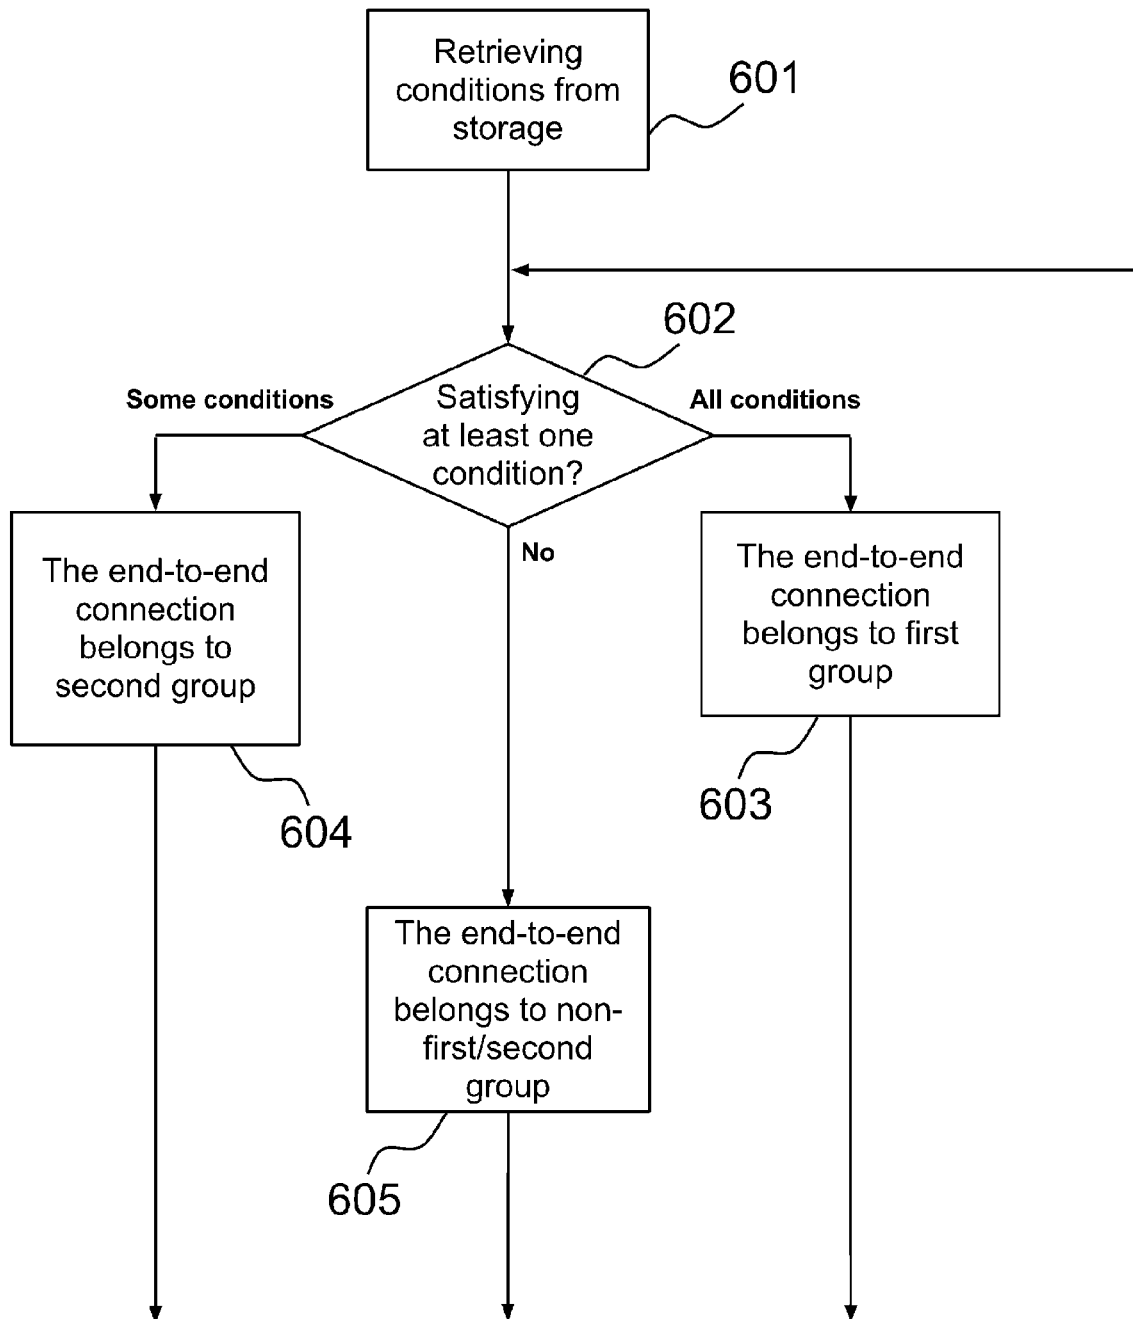 Retrieving
conditions from
storage
601
602
Some conditions
Satisfying
at least one
condition?
All conditions
No
The end-to-end
connection
belongs to
second group
The end-to-end
connection
belongs to first
group
604
603
The end-to-end
connection
belongs to non-
first/second
group
605